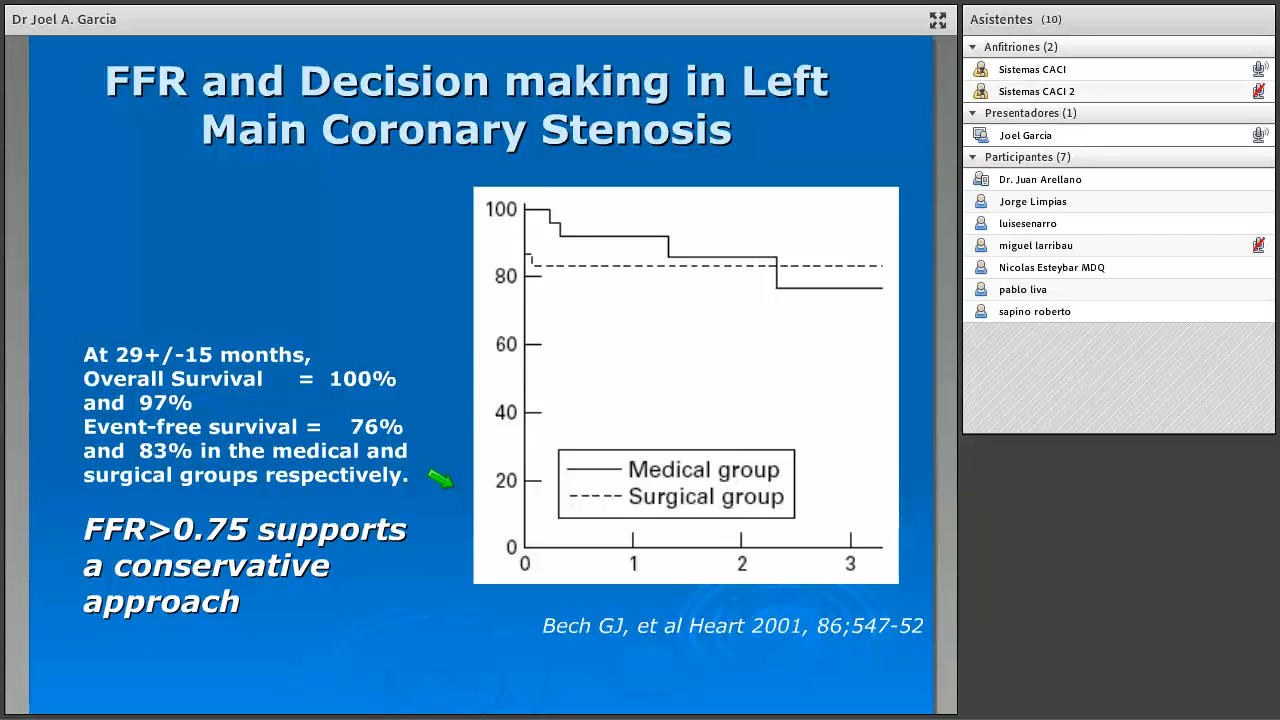 Dr Joel A. Garcia
FFR and Decision making in Left
Main Coronary Stenosis
At 29+/-15 months,
Overall Survival = 100%
and 97%
Event-free survival = 76%
and 83% in the medical and
surgical groups respectively.
FFR>0.75 supports
a conservative
approach
100
80
60
40
20
0
Medical group
Surgical group
0 1 2 3
Bech GJ, et al Heart 2001, 86;547-52
Asistentes (10)
Anfitriones (2)
Sistemas CACI
Sistemas CACI 2
Presentadores (1)
Joel Garcia
Participantes (7)
Dr. Juan Arellano
Jorge Limpias
luisesenarro
miguel larribau
Nicolas Esteybar MDQ
pablo liva
sapino roberto